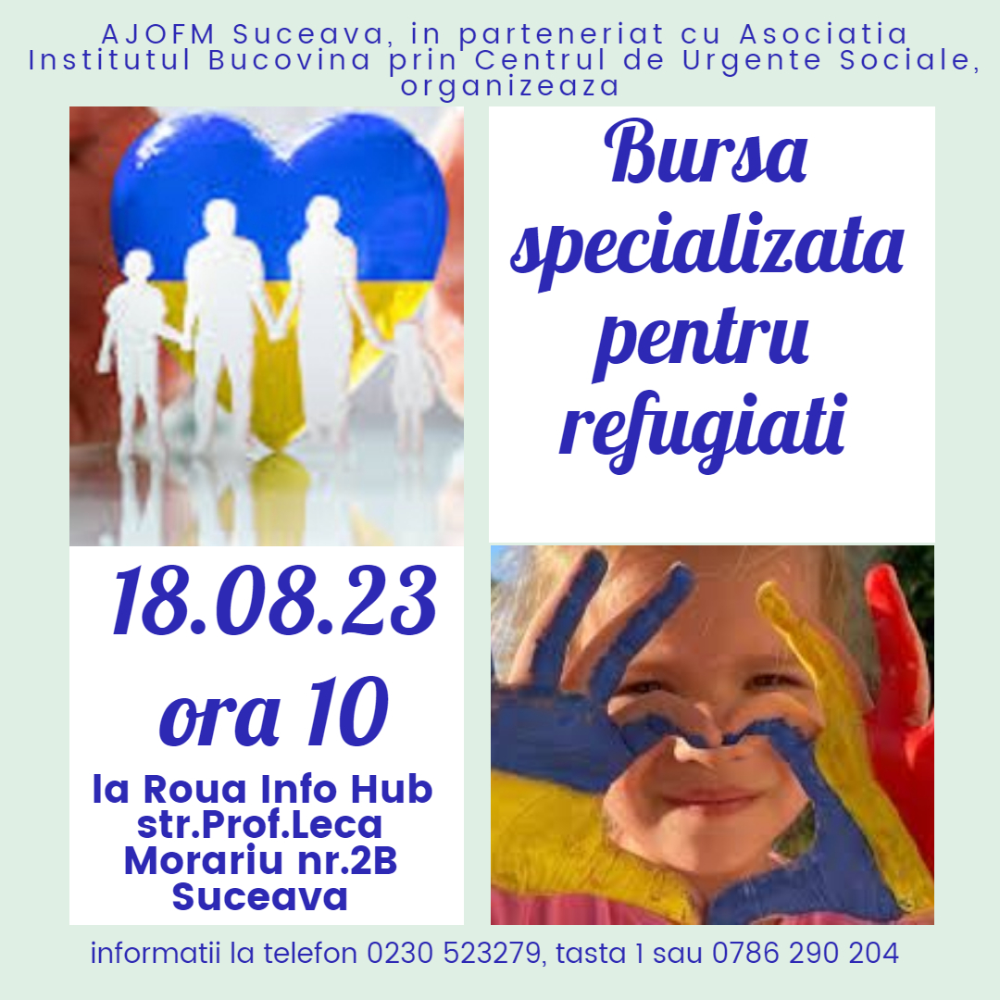 AJOFM Suceava, in parteneriat cu Asociatia
Institutul Bucovina prin Centrul de Urgente Sociale,
organizeaza
Bursa
specializata
pentru
refugiati
18.08.23
ora 10
la Roua Info Hub
str.Prof.Leca
Morariu nr.2B
Suceava
informatii la telefon 0230 523279, tasta 1 sau 0786 290 204